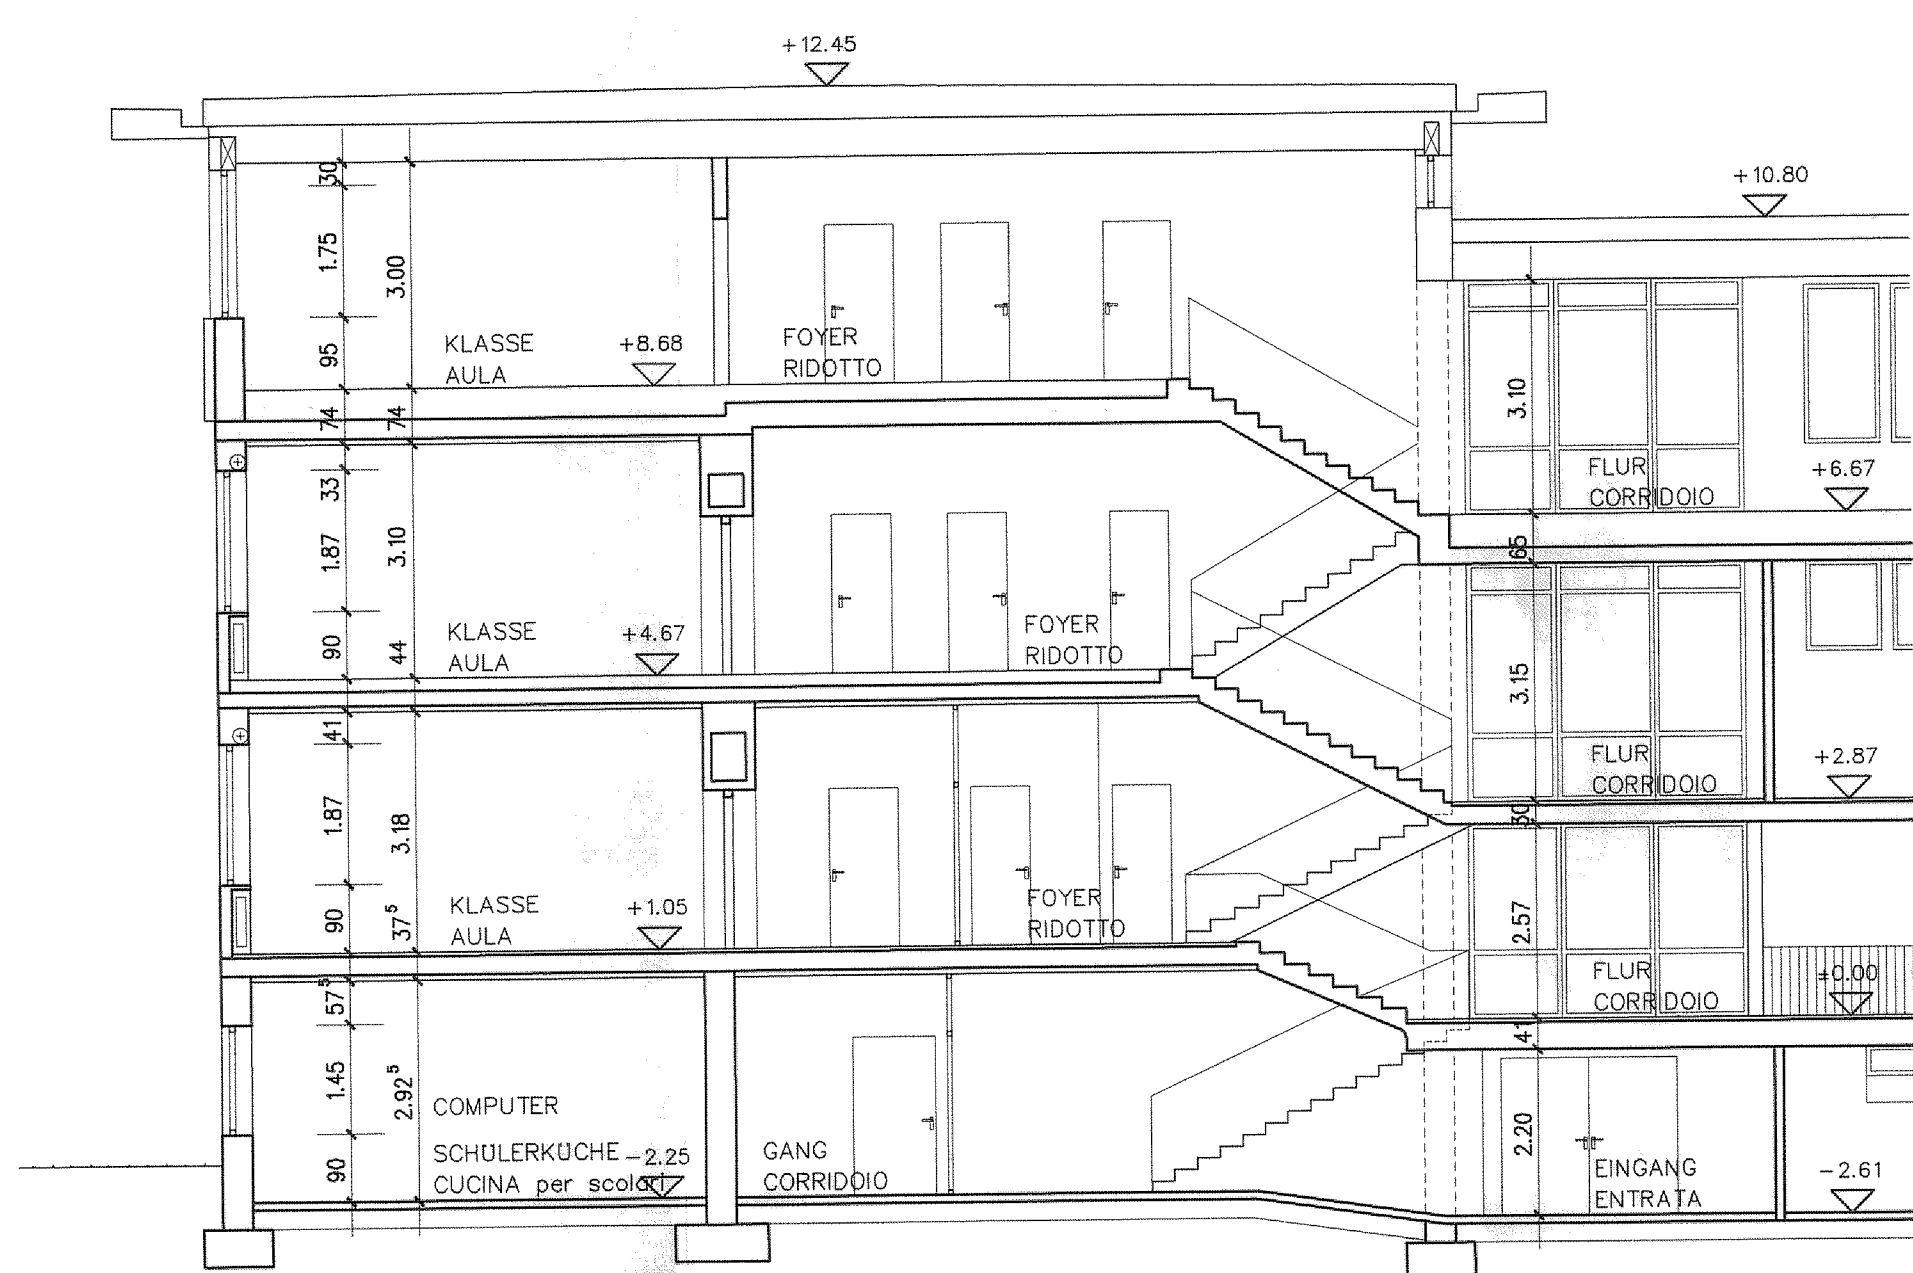 +12.45
+10.80
30
1.75
3.00
95
KLASSE
AULA
+8.68
FOYER
RIDOTTO
3.10
FLUR
CORRIDOIO
+6.67
74
74
33
1.87
3.10
90
44
KLASSE
AULA
+4.67
FOYER
RIDOTTO
65
3.15
FLUR
CORRIDOIO
+2.87
41
1.87
3.18
90
37⁵
KLASSE
AULA
+1.05
FOYER
RIDOTTO
30
2.57
FLUR
CORRIDOIO
±0.00
57⁵
1.45
2.92⁵
90
COMPUTER
SCHÜLERKÜCHE
CUCINA per scolari
-2.25
GANG
CORRIDOIO
41
2.20
EINGANG
ENTRATA
-2.61